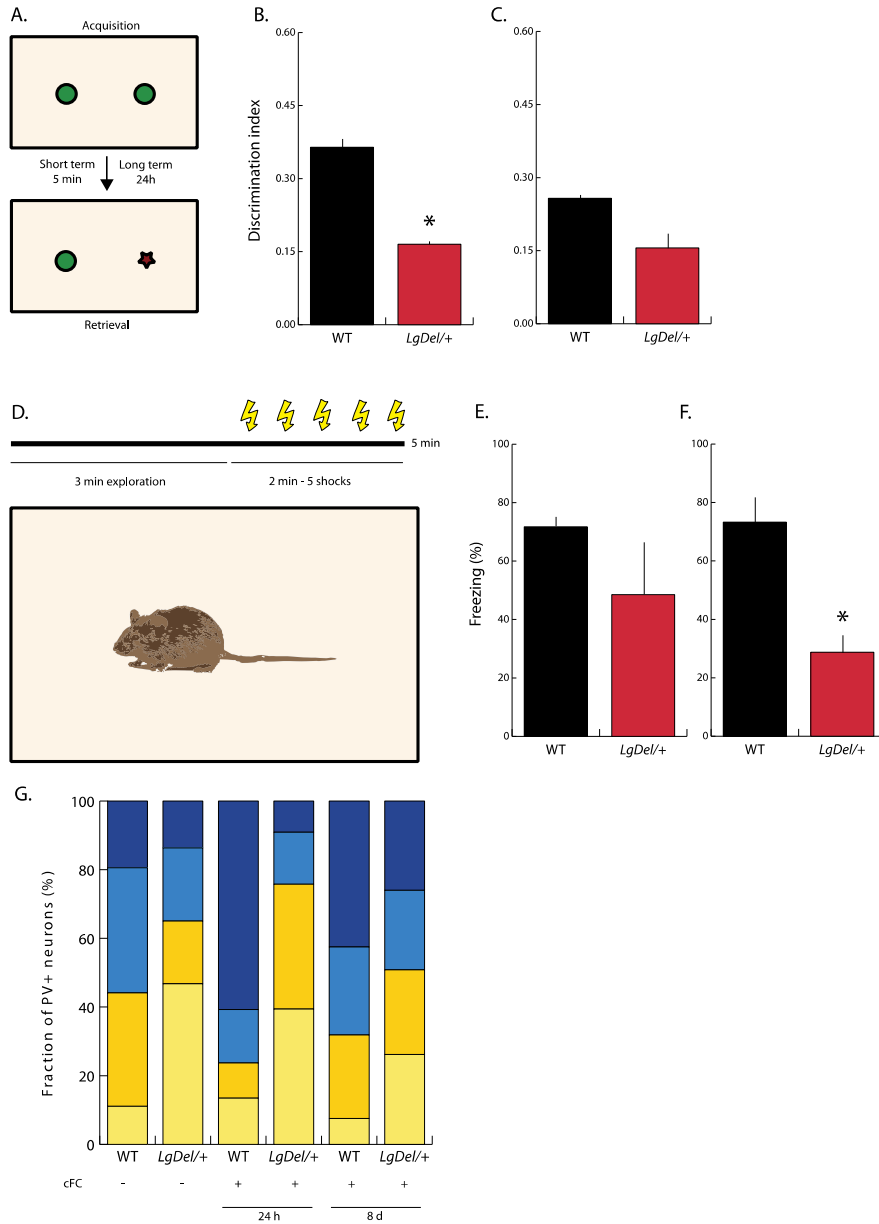 A.
Acquisition
Short term
5 min
Long term
24h
Retrieval
B.
Discrimination index
0.60
0.45
0.30
0.15
0.00
*
WT
LgDel/+
C.
0.60
0.45
0.30
0.15
0.00
WT
LgDel/+
D.
5 min
3 min exploration
2 min - 5 shocks
E.
Freezing (%)
100
80
60
40
20
0
WT
LgDel/+
F.
100
80
60
40
20
0
*
WT
LgDel/+
G.
Fraction of PV+ neurons (%)
100
80
60
40
20
0
WT LgDel/+ WT LgDel/+ WT LgDel/+
cFC - - + + + +
24 h 8 d